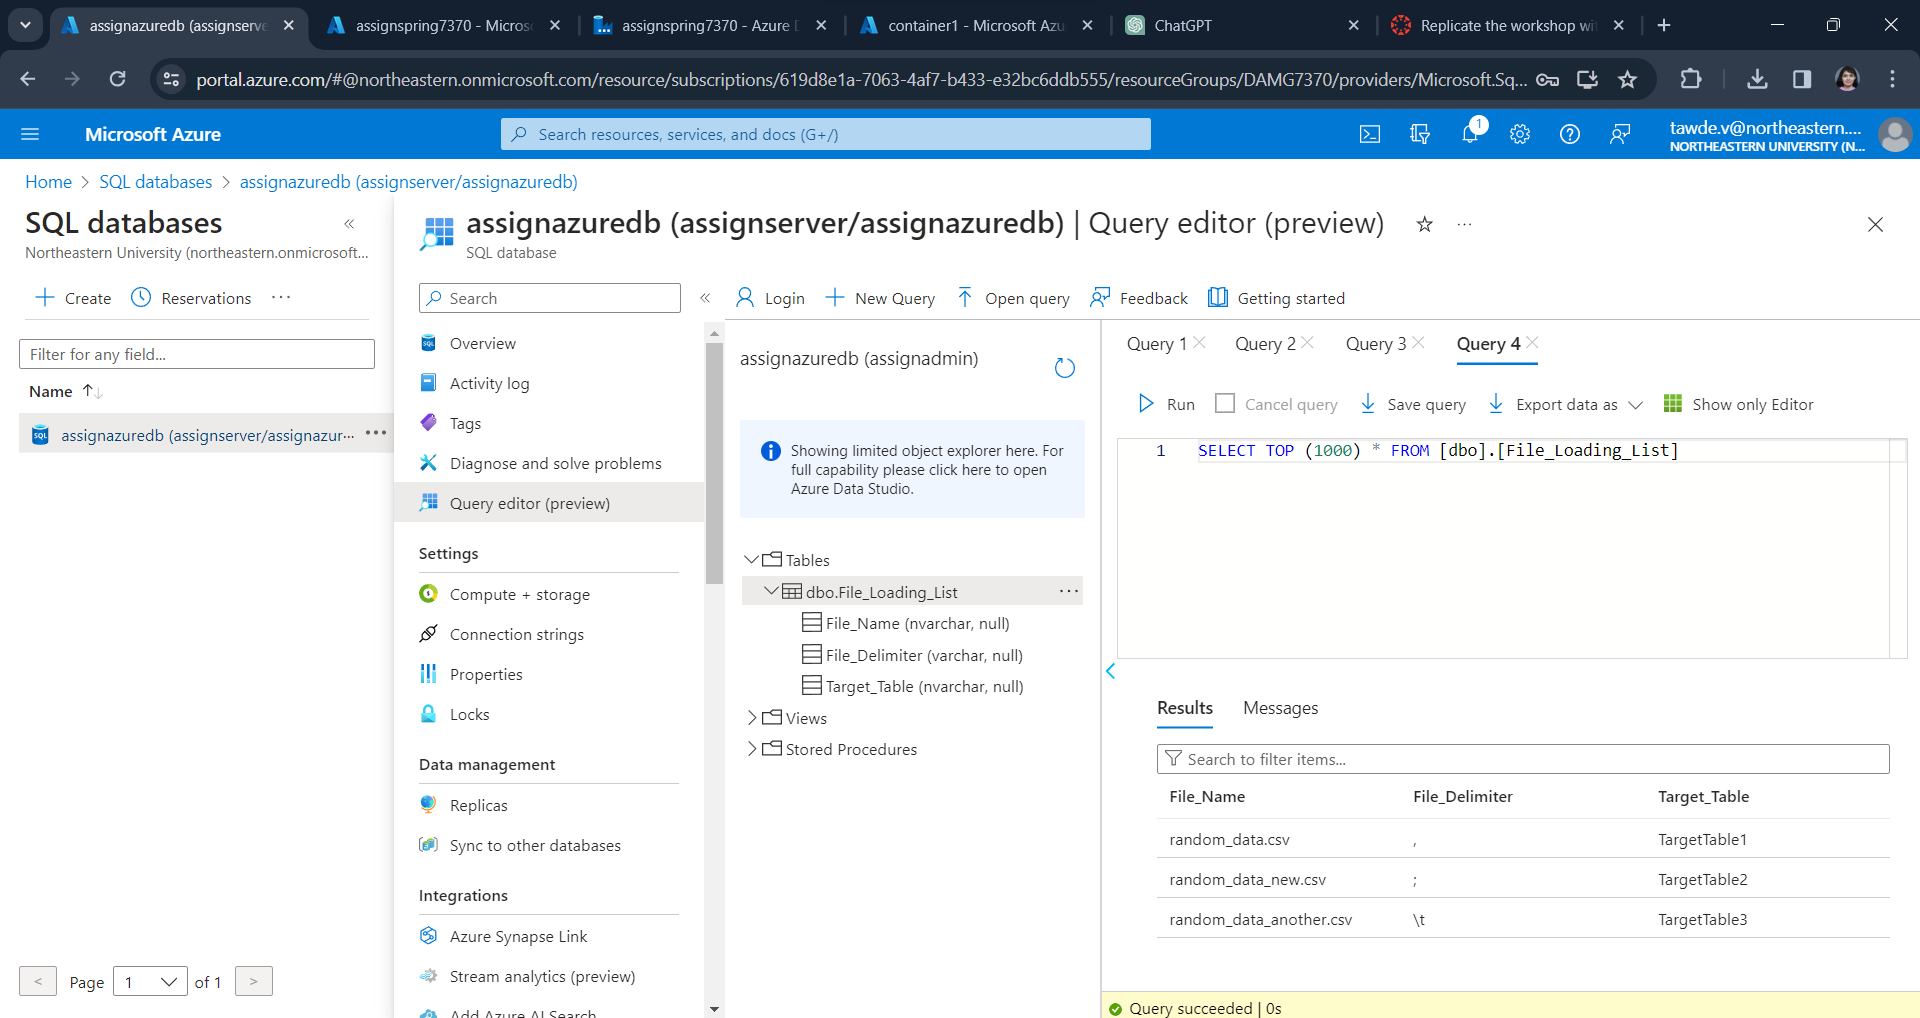 assignazuredb (assignserve
assignspring7370 - Micros
assignspring7370 - Azure D
container1 - Microsoft Azu
ChatGPT
Replicate the workshop wi
portal.azure.com/#@northeastern.onmicrosoft.com/resource/subscriptions/619d8e1a-7063-4af7-b433-e32bc6ddb555/resourceGroups/DAMG7370/providers/Microsoft.Sq...
Microsoft Azure
Search resources, services, and docs (G+/)
1
tawde.v@northeastern....
NORTHEASTERN UNIVERSITY (N...
Home > SQL databases > assignazuredb (assignserver/assignazuredb)
SQL databases
Northeastern University (northeastern.onmicrosoft...
Create
Reservations
Filter for any field...
Name
assignazuredb (assignserver/assignazur...
< Page 1 of 1 >
assignazuredb (assignserver/assignazuredb) | Query editor (preview)
SQL database
Search
Overview
Activity log
Tags
Diagnose and solve problems
Query editor (preview)
Settings
Compute + storage
Connection strings
Properties
Locks
Data management
Replicas
Sync to other databases
Integrations
Azure Synapse Link
Stream analytics (preview)
Add Azure AI Search
Login
New Query
Open query
Feedback
Getting started
assignazuredb (assignadmin)
Showing limited object explorer here. For
full capability please click here to open
Azure Data Studio.
Tables
dbo.File_Loading_List
File_Name (nvarchar, null)
File_Delimiter (varchar, null)
Target_Table (nvarchar, null)
Views
Stored Procedures
Query 1
Query 2
Query 3
Query 4
Run
Cancel query
Save query
Export data as
Show only Editor
1 SELECT TOP (1000) * FROM [dbo].[File_Loading_List]
Results
Messages
Search to filter items...
File_Name File_Delimiter Target_Table
random_data.csv , TargetTable1
random_data_new.csv ; TargetTable2
random_data_another.csv \t TargetTable3
Query succeeded | 0s